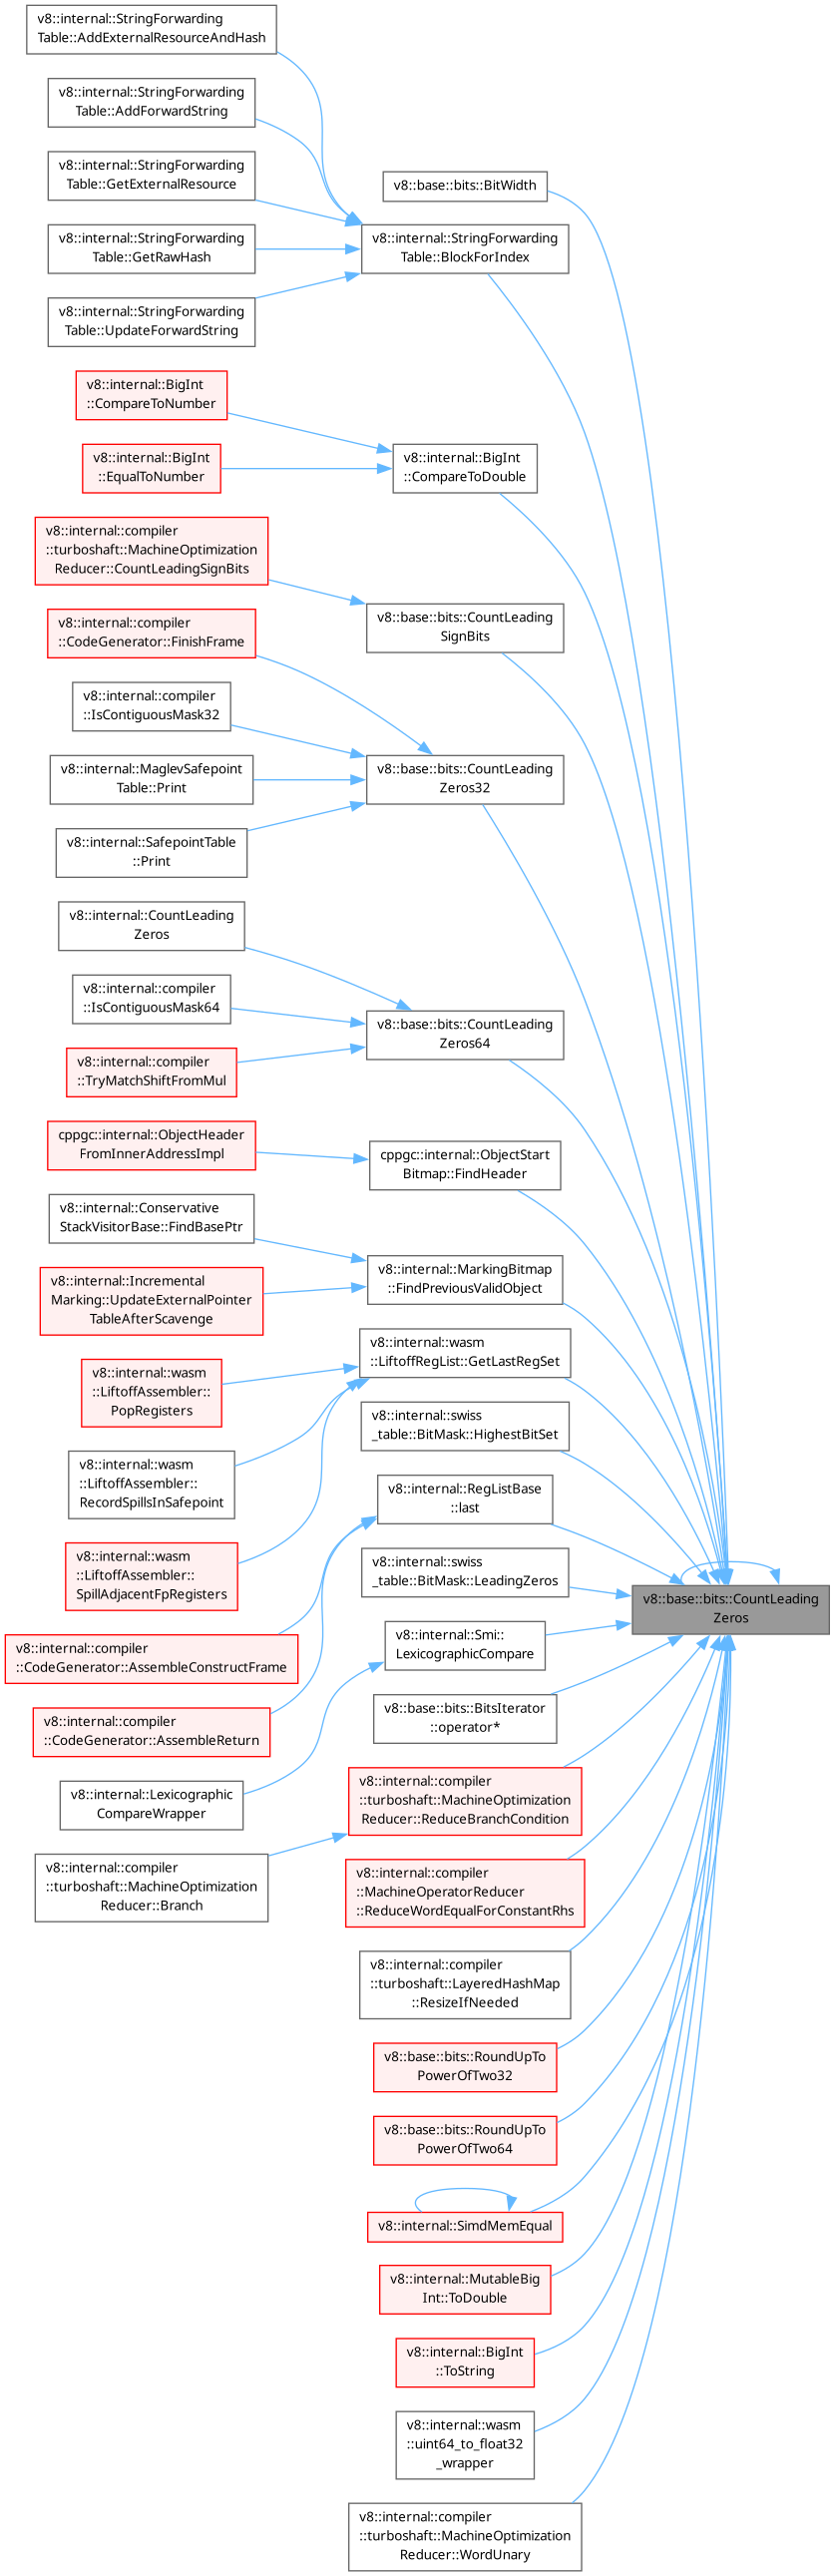 v8::internal::StringForwarding
Table::AddExternalResourceAndHash
v8::internal::StringForwarding
Table::AddForwardString
v8::internal::StringForwarding
Table::GetExternalResource
v8::internal::StringForwarding
Table::GetRawHash
v8::internal::StringForwarding
Table::UpdateForwardString
v8::internal::BigInt
::CompareToNumber
v8::internal::BigInt
::EqualToNumber
v8::internal::compiler
::turboshaft::MachineOptimization
Reducer::CountLeadingSignBits
v8::internal::compiler
::CodeGenerator::FinishFrame
v8::internal::compiler
::IsContiguousMask32
v8::internal::MaglevSafepoint
Table::Print
v8::internal::SafepointTable
::Print
v8::internal::CountLeading
Zeros
v8::internal::compiler
::IsContiguousMask64
v8::internal::compiler
::TryMatchShiftFromMul
cppgc::internal::ObjectHeader
FromInnerAddressImpl
v8::internal::Conservative
StackVisitorBase::FindBasePtr
v8::internal::Incremental
Marking::UpdateExternalPointer
TableAfterScavenge
v8::internal::wasm
::LiftoffAssembler::
PopRegisters
v8::internal::wasm
::LiftoffAssembler::
RecordSpillsInSafepoint
v8::internal::wasm
::LiftoffAssembler::
SpillAdjacentFpRegisters
v8::internal::compiler
::CodeGenerator::AssembleConstructFrame
v8::internal::compiler
::CodeGenerator::AssembleReturn
v8::internal::Lexicographic
CompareWrapper
v8::internal::compiler
::turboshaft::MachineOptimization
Reducer::Branch
v8::base::bits::BitWidth
v8::internal::StringForwarding
Table::BlockForIndex
v8::internal::BigInt
::CompareToDouble
v8::base::bits::CountLeading
SignBits
v8::base::bits::CountLeading
Zeros32
v8::base::bits::CountLeading
Zeros64
cppgc::internal::ObjectStart
Bitmap::FindHeader
v8::internal::MarkingBitmap
::FindPreviousValidObject
v8::internal::wasm
::LiftoffRegList::GetLastRegSet
v8::internal::swiss
_table::BitMask::HighestBitSet
v8::internal::RegListBase
::last
v8::internal::swiss
_table::BitMask::LeadingZeros
v8::internal::Smi::
LexicographicCompare
v8::base::bits::BitsIterator
::operator*
v8::internal::compiler
::turboshaft::MachineOptimization
Reducer::ReduceBranchCondition
v8::internal::compiler
::MachineOperatorReducer
::ReduceWordEqualForConstantRhs
v8::internal::compiler
::turboshaft::LayeredHashMap
::ResizeIfNeeded
v8::base::bits::RoundUpTo
PowerOfTwo32
v8::base::bits::RoundUpTo
PowerOfTwo64
v8::internal::SimdMemEqual
v8::internal::MutableBig
Int::ToDouble
v8::internal::BigInt
::ToString
v8::internal::wasm
::uint64_to_float32
_wrapper
v8::internal::compiler
::turboshaft::MachineOptimization
Reducer::WordUnary
v8::base::bits::CountLeading
Zeros